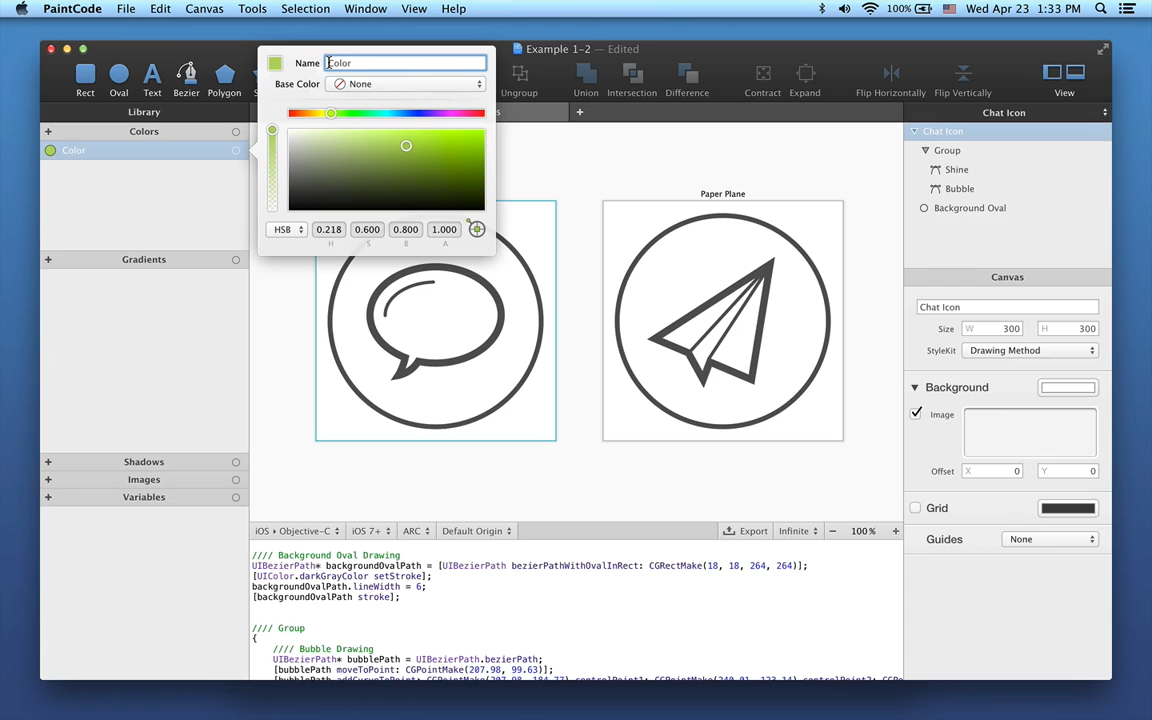 PaintCode File Edit Canvas Tools Selection Window View Help 100% Wed Apr 23 1:33 PM
Example 1-2 — Edited
Rect Oval Text Bezier Polygon Ungroup Union Intersection Difference Contract Expand Flip Horizontally Flip Vertically View
Name Color
Base Color None
HSB 0.218 0.600 0.800 1.000
H S B A
Library
+ Colors
Color
+ Gradients
+ Shadows
+ Images
+ Variables
+
Paper Plane
Chat Icon
Chat Icon
Group
Shine
Bubble
Background Oval
Canvas
Chat Icon
Size W 300 H 300
StyleKit Drawing Method
Background
Image
Offset X 0 Y 0
Grid
Guides None
iOS ▸ Objective-C iOS 7+ ARC Default Origin Export Infinite − 100% +
//// Background Oval Drawing
UIBezierPath* backgroundOvalPath = [UIBezierPath bezierPathWithOvalInRect: CGRectMake(18, 18, 264, 264)];
[UIColor.darkGrayColor setStroke];
backgroundOvalPath.lineWidth = 6;
[backgroundOvalPath stroke];
//// Group
{
//// Bubble Drawing
UIBezierPath* bubblePath = UIBezierPath.bezierPath;
[bubblePath moveToPoint: CGPointMake(207.98, 99.63)];